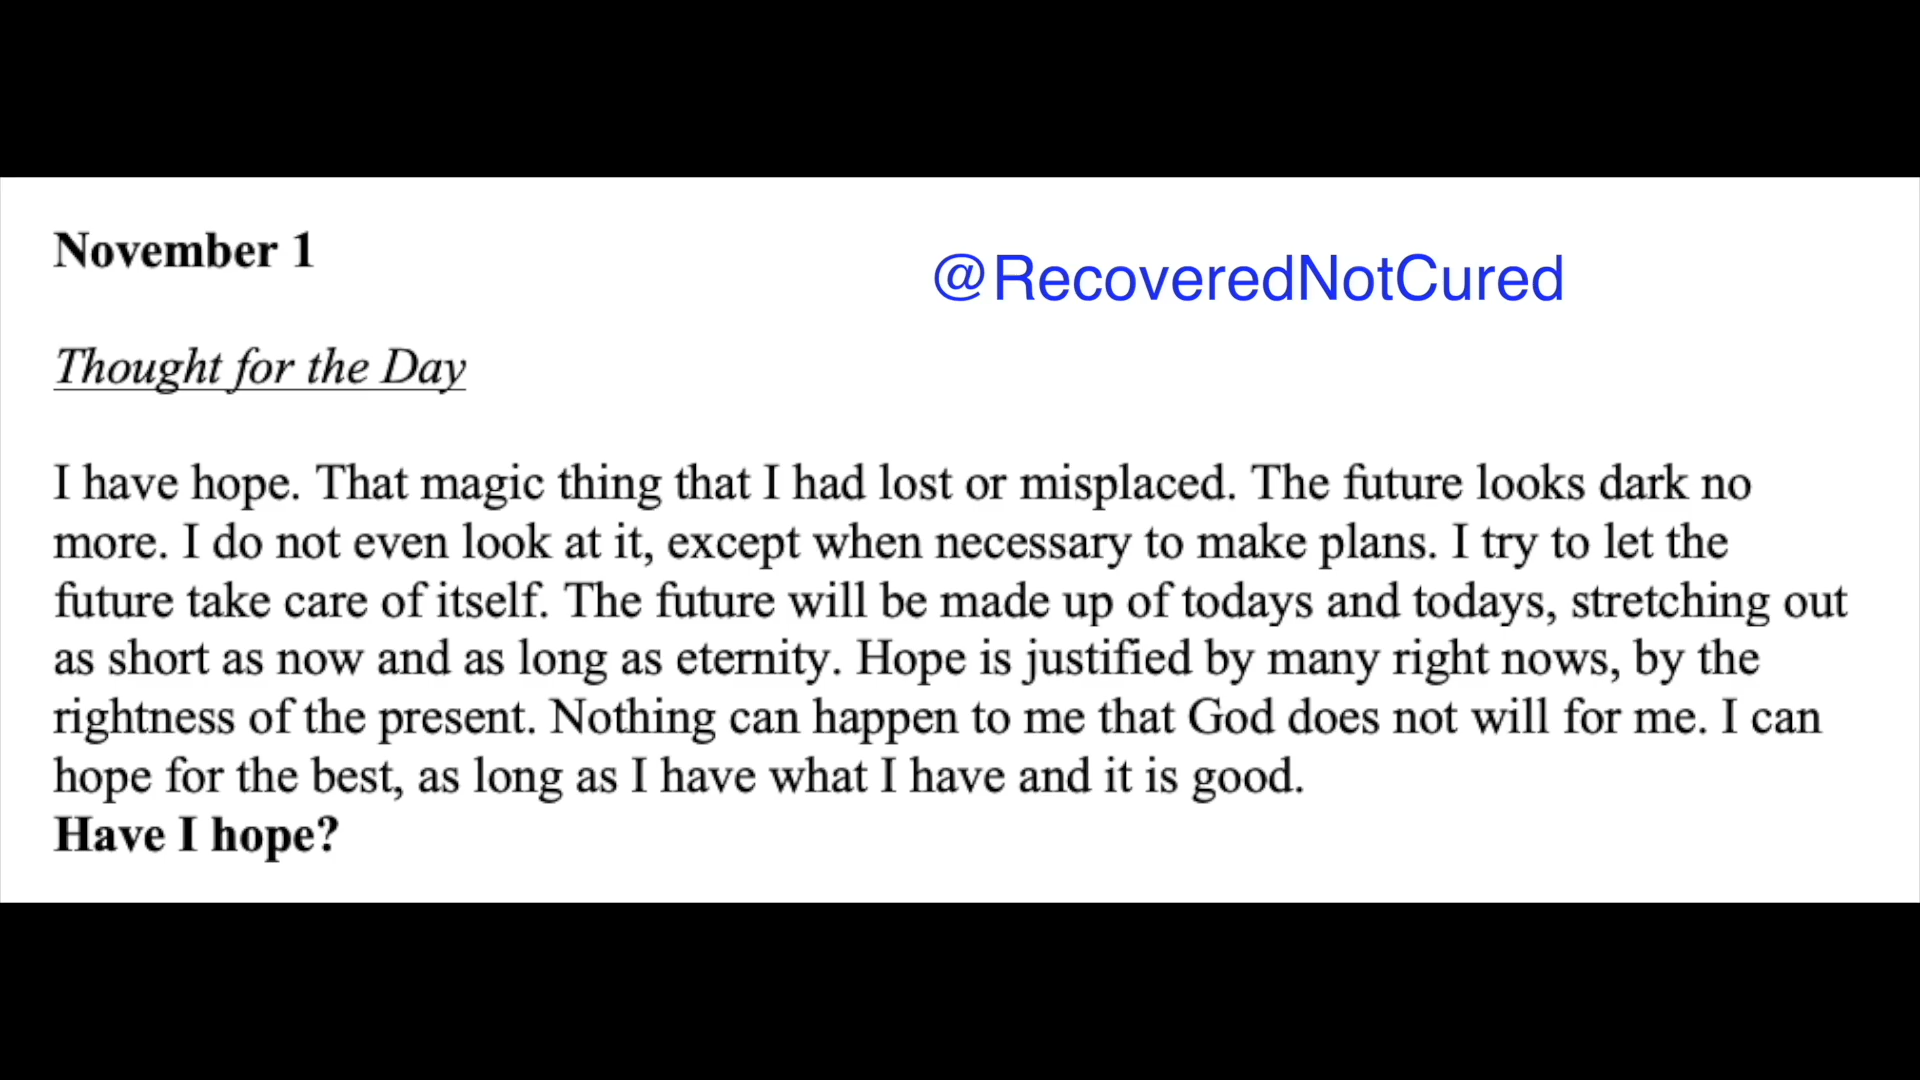 November 1
@RecoveredNotCured
Thought for the Day
I have hope. That magic thing that I had lost or misplaced. The future looks dark no
more. I do not even look at it, except when necessary to make plans. I try to let the
future take care of itself. The future will be made up of todays and todays, stretching out
as short as now and as long as eternity. Hope is justified by many right nows, by the
rightness of the present. Nothing can happen to me that God does not will for me. I can
hope for the best, as long as I have what I have and it is good.
Have I hope?